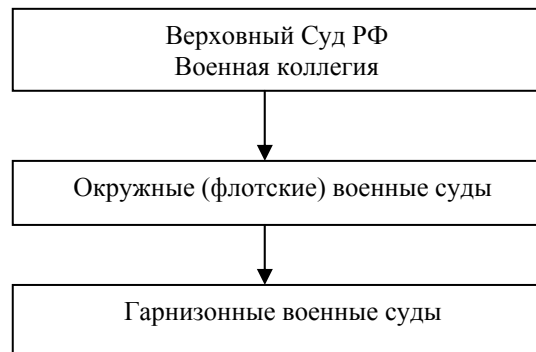 Верховный Суд РФ
Военная коллегия
Окружные (флотские) военные суды
Гарнизонные военные суды